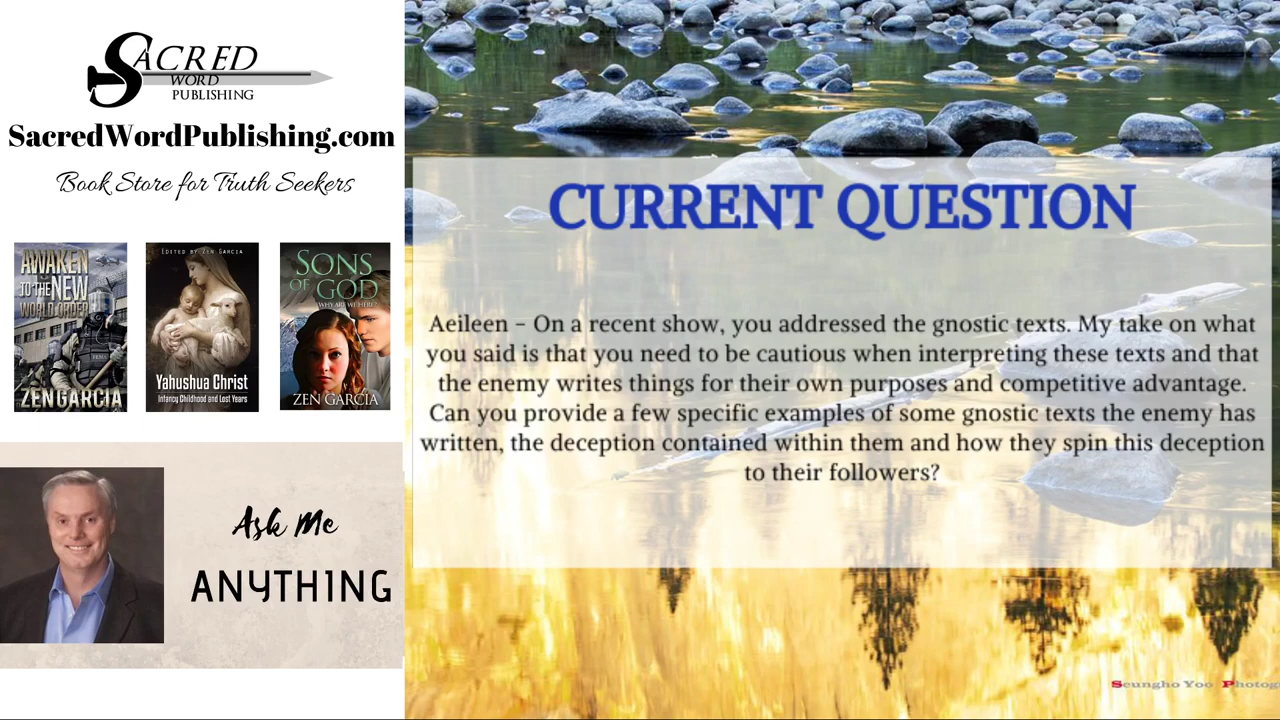 SACRED
WORD
PUBLISHING
SacredWordPublishing.com
Book Store for Truth Seekers
AWAKEN
TO THE NEW
WORLD ORDER
ZEN GARCIA
EDITED BY ZEN GARCIA
Yahushua Christ
Infancy Childhood and Lost Years
SONS
OF GOD
WHY ARE WE HERE?
ZEN GARCIA
Ask Me
ANYTHING
CURRENT QUESTION
Aeileen – On a recent show, you addressed the gnostic texts. My take on what
you said is that you need to be cautious when interpreting these texts and that
the enemy writes things for their own purposes and competitive advantage.
Can you provide a few specific examples of some gnostic texts the enemy has
written, the deception contained within them and how they spin this deception
to their followers?
Seungho Yoo Photog